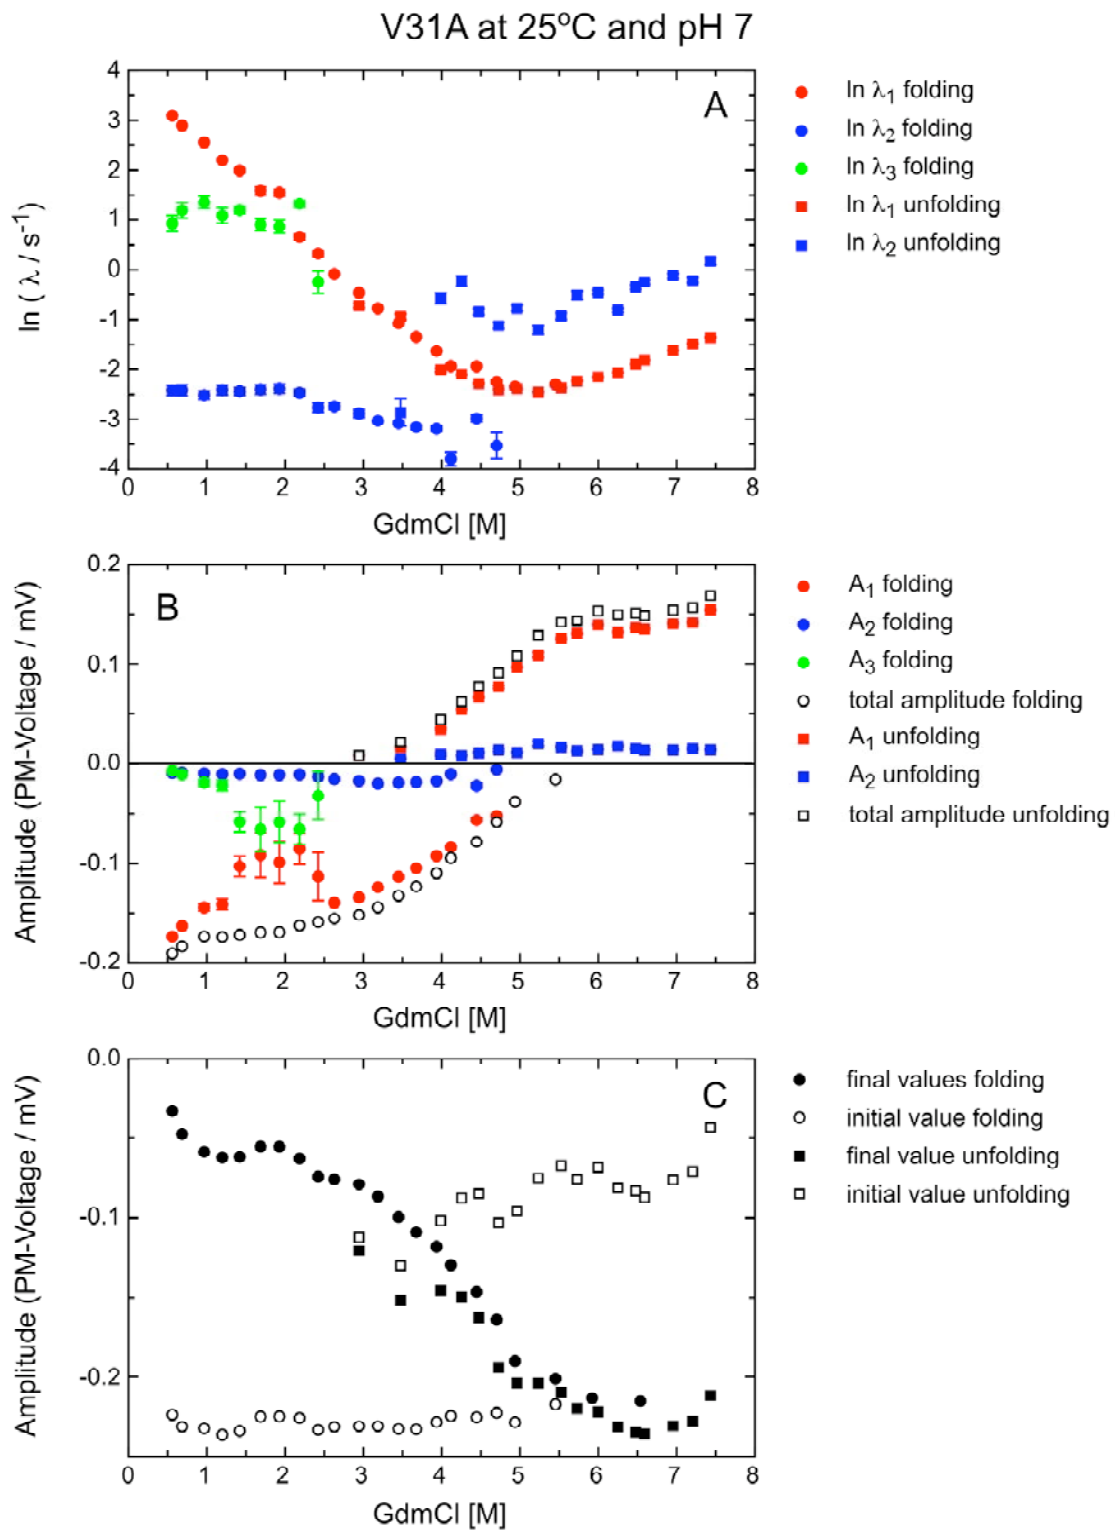 V31A at 25°C and pH 7
A
ln ( λ / s⁻¹)
4
3
2
1
0
-1
-2
-3
-4
0 1 2 3 4 5 6 7 8
GdmCl [M]
ln λ₁ folding
ln λ₂ folding
ln λ₃ folding
ln λ₁ unfolding
ln λ₂ unfolding
B
Amplitude (PM-Voltage / mV)
0.2
0.1
0.0
-0.1
-0.2
0 1 2 3 4 5 6 7 8
GdmCl [M]
A₁ folding
A₂ folding
A₃ folding
total amplitude folding
A₁ unfolding
A₂ unfolding
total amplitude unfolding
C
Amplitude (PM-Voltage / mV)
0.0
-0.1
-0.2
0 1 2 3 4 5 6 7 8
GdmCl [M]
final values folding
initial value folding
final value unfolding
initial value unfolding